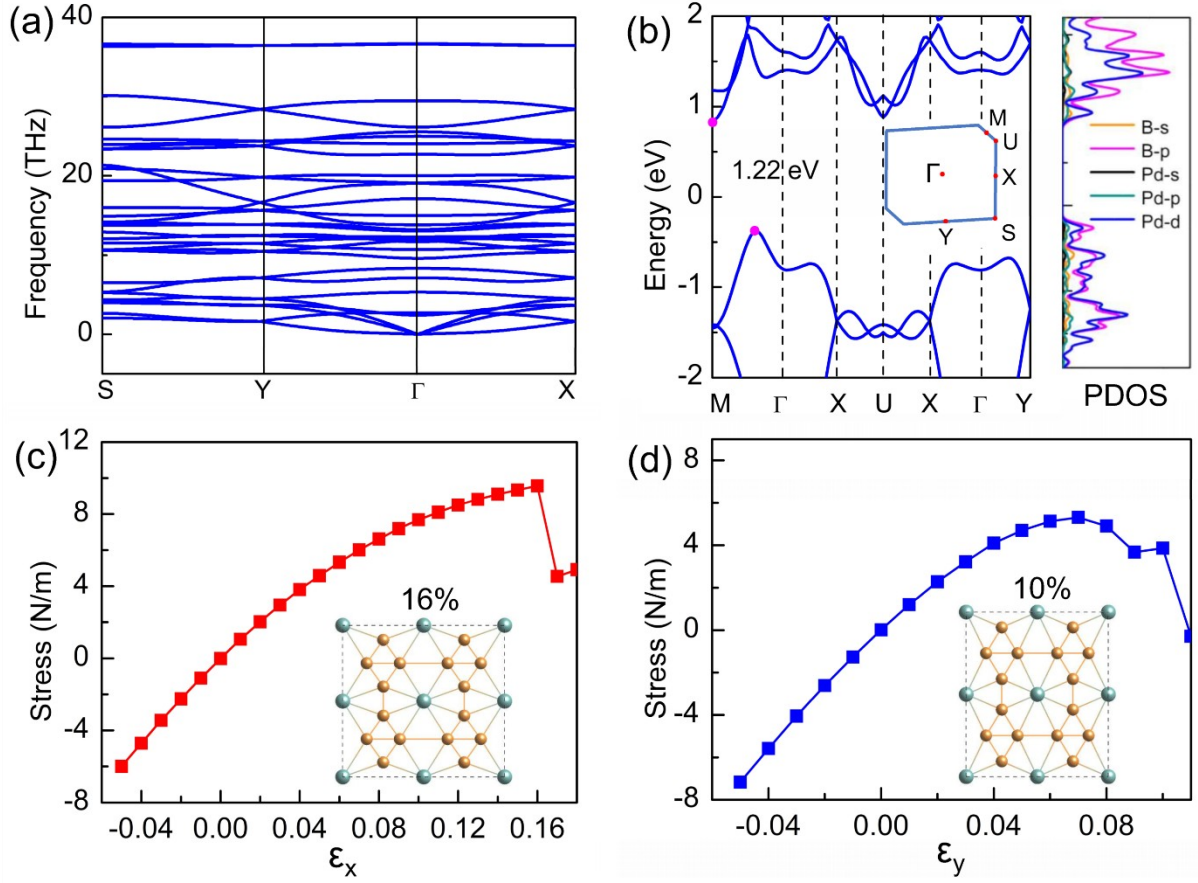 (a)
40
20
0
Frequency (THz)
S Y Γ X
(b)
2
1
0
-1
-2
Energy (eV)
1.22 eV
M
U
Γ
X
S
Y
M Γ X U X Γ Y
B-s
B-p
Pd-s
Pd-p
Pd-d
PDOS
(c)
12
8
4
0
-4
-8
Stress (N/m)
16%
-0.04 0.00 0.04 0.08 0.12 0.16
εx
(d)
8
4
0
-4
-8
Stress (N/m)
10%
-0.04 0.00 0.04 0.08
εy